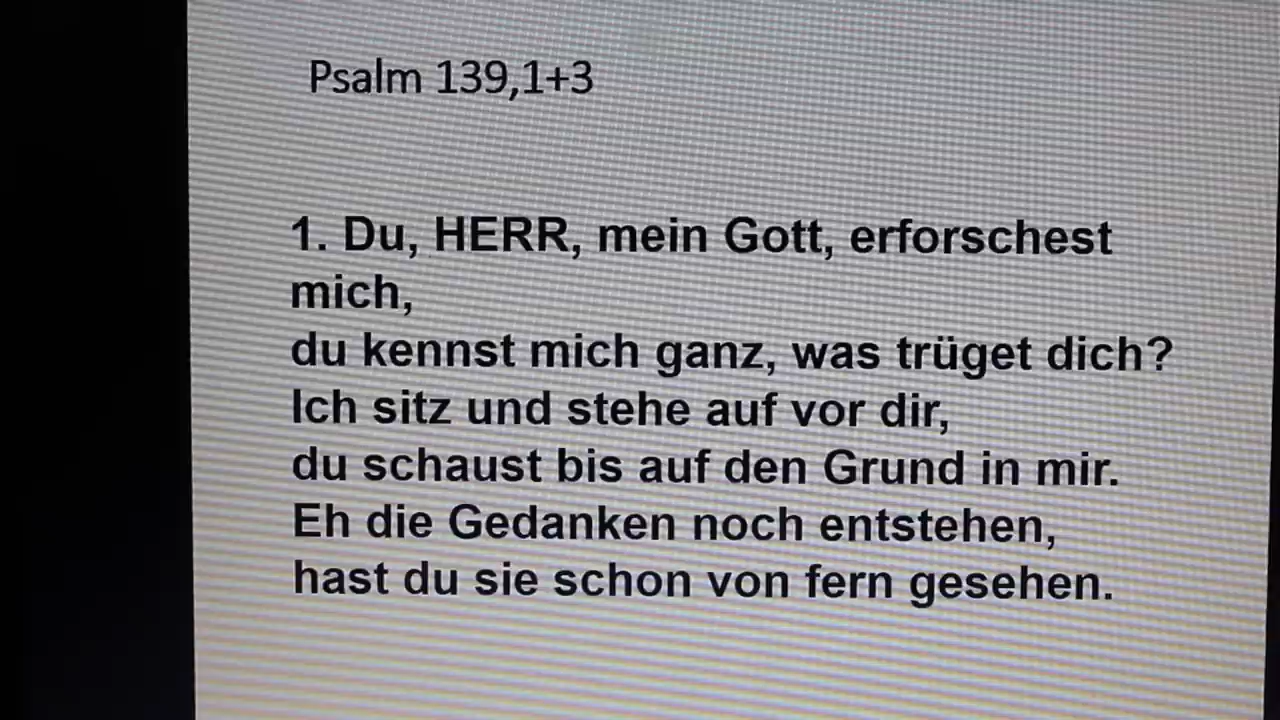 Psalm 139,1+3
1. Du, HERR, mein Gott, erforschest
mich,
du kennst mich ganz, was trüget dich?
Ich sitz und stehe auf vor dir,
du schaust bis auf den Grund in mir.
Eh die Gedanken noch entstehen,
hast du sie schon von fern gesehen.